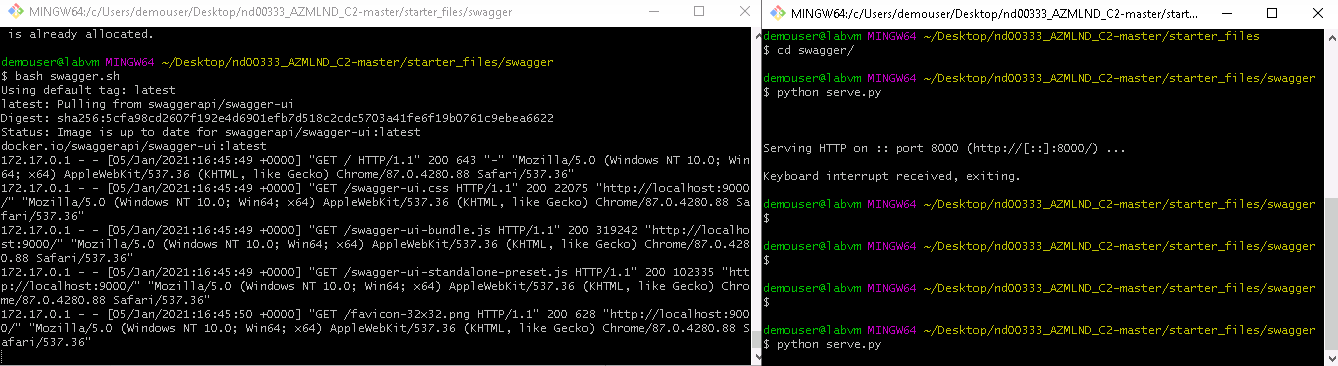 MINGW64:/c/Users/demouser/Desktop/nd00333_AZMLND_C2-master/starter_files/swagger
is already allocated.
demouser@labvm MINGW64 ~/Desktop/nd00333_AZMLND_C2-master/starter_files/swagger
$ bash swagger.sh
Using default tag: latest
latest: Pulling from swaggerapi/swagger-ui
Digest: sha256:5cfa98cd2607f192e4d6901efb7d518c2cdc5703a41fe6f19b0761c9ebea6622
Status: Image is up to date for swaggerapi/swagger-ui:latest
docker.io/swaggerapi/swagger-ui:latest
172.17.0.1 - - [05/Jan/2021:16:45:49 +0000] "GET / HTTP/1.1" 200 643 "-" "Mozilla/5.0 (Windows NT 10.0; Win
64; x64) AppleWebKit/537.36 (KHTML, like Gecko) Chrome/87.0.4280.88 Safari/537.36"
172.17.0.1 - - [05/Jan/2021:16:45:49 +0000] "GET /swagger-ui.css HTTP/1.1" 200 22075 "http://localhost:9000
/" "Mozilla/5.0 (Windows NT 10.0; Win64; x64) AppleWebKit/537.36 (KHTML, like Gecko) Chrome/87.0.4280.88 Sa
fari/537.36"
172.17.0.1 - - [05/Jan/2021:16:45:49 +0000] "GET /swagger-ui-bundle.js HTTP/1.1" 200 319242 "http://localho
st:9000/" "Mozilla/5.0 (Windows NT 10.0; Win64; x64) AppleWebKit/537.36 (KHTML, like Gecko) Chrome/87.0.428
0.88 Safari/537.36"
172.17.0.1 - - [05/Jan/2021:16:45:49 +0000] "GET /swagger-ui-standalone-preset.js HTTP/1.1" 200 102335 "htt
p://localhost:9000/" "Mozilla/5.0 (Windows NT 10.0; Win64; x64) AppleWebKit/537.36 (KHTML, like Gecko) Chro
me/87.0.4280.88 Safari/537.36"
172.17.0.1 - - [05/Jan/2021:16:45:50 +0000] "GET /favicon-32x32.png HTTP/1.1" 200 628 "http://localhost:900
0/" "Mozilla/5.0 (Windows NT 10.0; Win64; x64) AppleWebKit/537.36 (KHTML, like Gecko) Chrome/87.0.4280.88 S
afari/537.36"
MINGW64:/c/Users/demouser/Desktop/nd00333_AZMLND_C2-master/start...
demouser@labvm MINGW64 ~/Desktop/nd00333_AZMLND_C2-master/starter_files
$ cd swagger/
demouser@labvm MINGW64 ~/Desktop/nd00333_AZMLND_C2-master/starter_files/swagger
$ python serve.py
Serving HTTP on :: port 8000 (http://[::]:8000/) ...
Keyboard interrupt received, exiting.
demouser@labvm MINGW64 ~/Desktop/nd00333_AZMLND_C2-master/starter_files/swagger
$
demouser@labvm MINGW64 ~/Desktop/nd00333_AZMLND_C2-master/starter_files/swagger
$
demouser@labvm MINGW64 ~/Desktop/nd00333_AZMLND_C2-master/starter_files/swagger
$
demouser@labvm MINGW64 ~/Desktop/nd00333_AZMLND_C2-master/starter_files/swagger
$ python serve.py